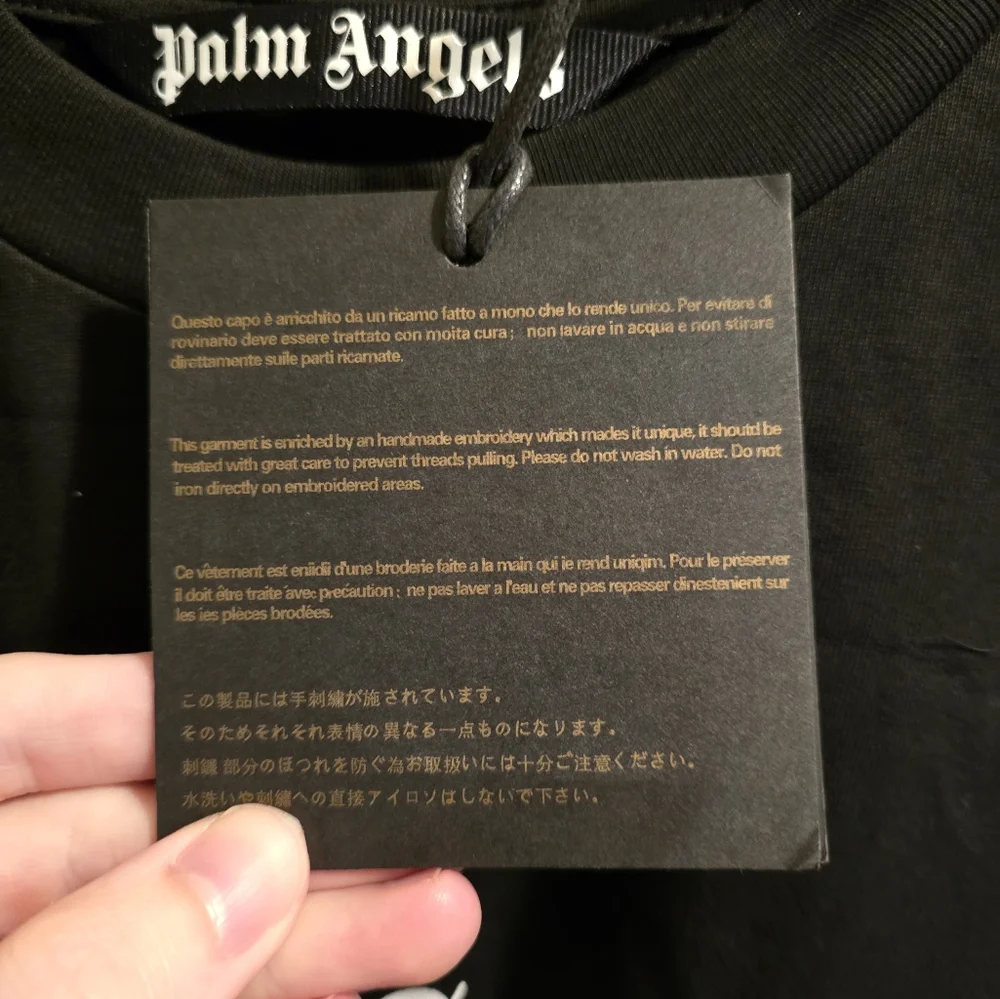 Palm Angels
Questo capo è arricchito da un ricamo fatto a mono che lo rende unico. Per evitare di
rovinario deve essere trattato con moita cura ; non lavare in acqua e non stirare
direttamente suile parti ricamate.
This garment is enriched by an handmade embroidery which mades it unique, it shoutd be
treated with great care to prevent threads pulling. Please do not wash in water. Do not
iron directly on embroidered areas.
Ce vêtement est eniidii d'une broderie faite a la main qui ie rend uniqim. Pour le préserver
il doit être traite avec precaution ; ne pas laver a l'eau et ne pas repasser dinestenient sur
les ies pièces brodées.
この製品には手刺繍が施されています。
そのためそれぞれ表情の異なる一点ものになります。
刺繍 部分のほつれを防ぐ為お取扱いには十分ご注意ください。
水洗いや刺繍への直接アイロソはしないで下さい。